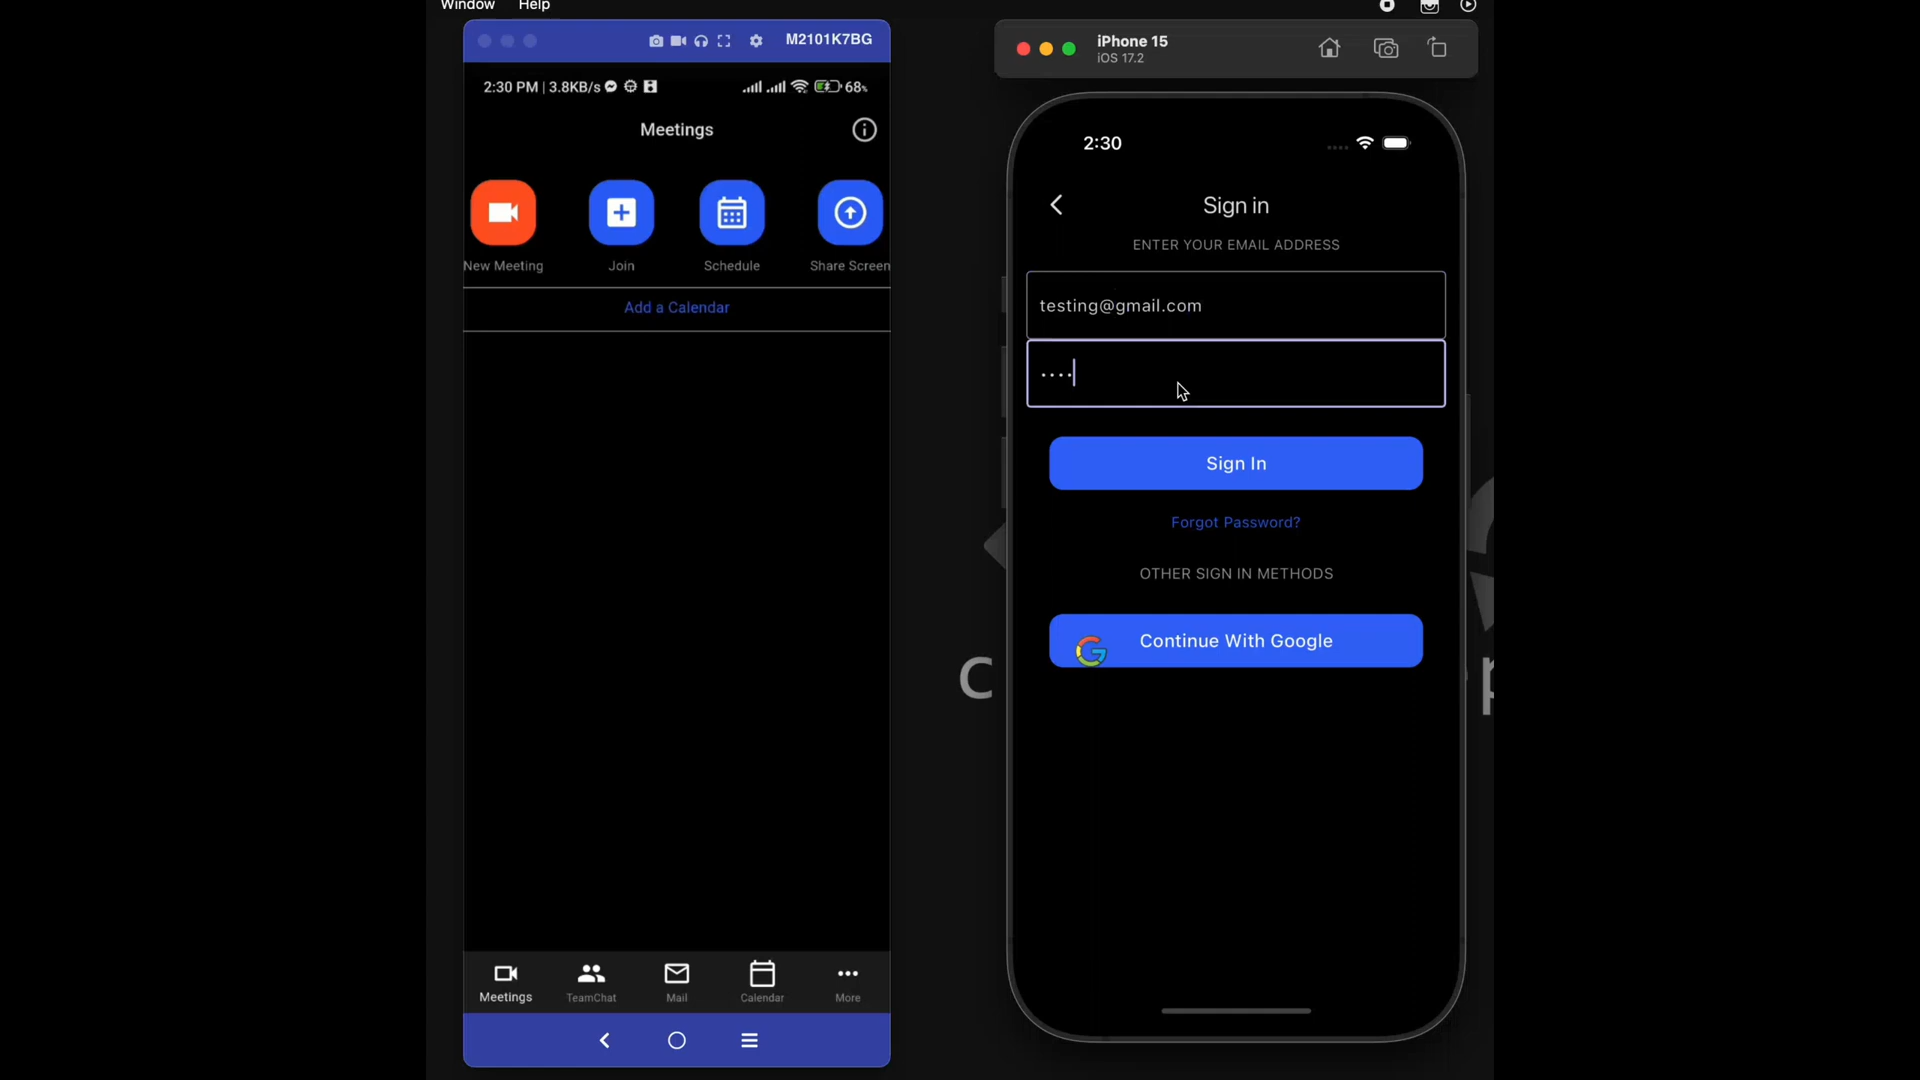 Window Help
M2101K7BG
2:30 PM | 3.8KB/s
68%
Meetings
New Meeting
Join
Schedule
Share Screen
Add a Calendar
Meetings
TeamChat
Mail
Calendar
More
iPhone 15
iOS 17.2
2:30
Sign in
ENTER YOUR EMAIL ADDRESS
testing@gmail.com
••••
Sign In
Forgot Password?
OTHER SIGN IN METHODS
Continue With Google
C
p